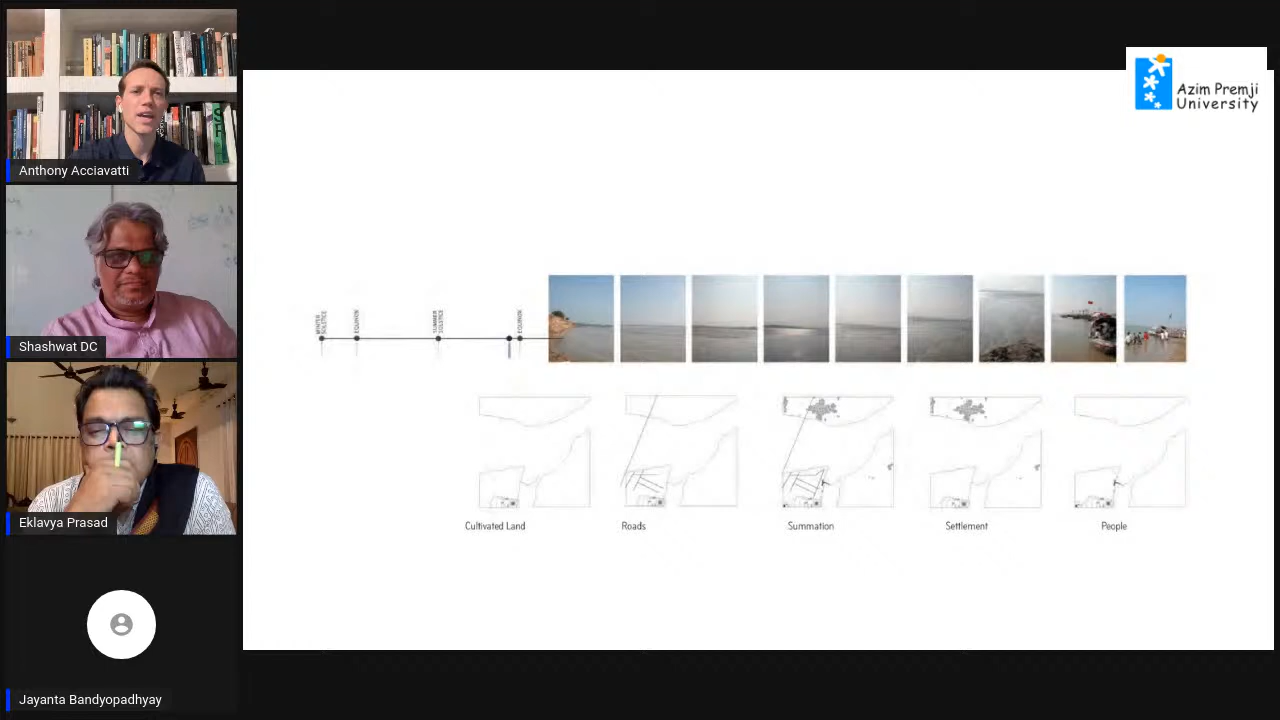 Anthony Acciavatti
Shashwat DC
Eklavya Prasad
Jayanta Bandyopadhyay
Azim Premji
University
WINTER
SOLSTICE
EQUINOX
SUMMER
SOLSTICE
EQUINOX
Cultivated Land
Roads
Summation
Settlement
People